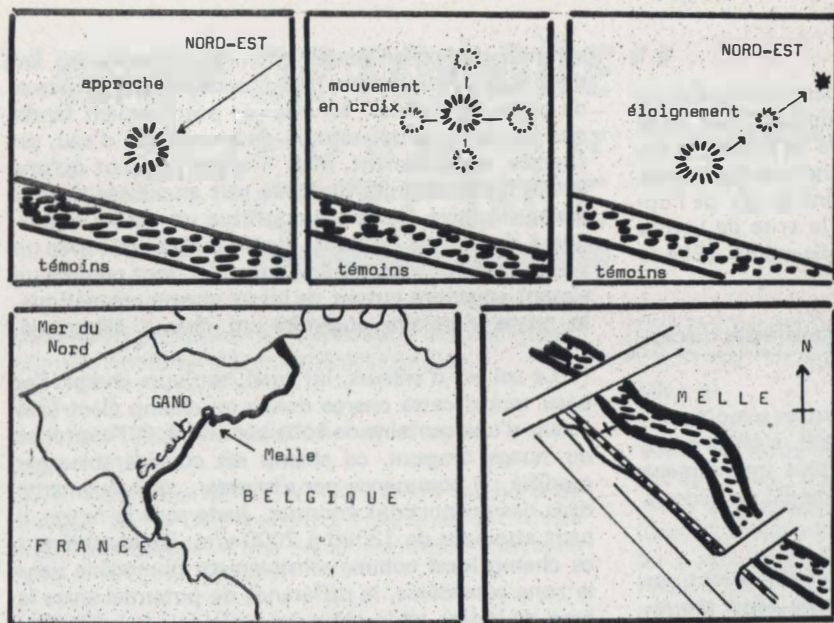 NORD-EST
approche
témoins
mouvement
en croix
témoins
NORD-EST
éloignement
témoins
Mer du
Nord
GAND
Escaut
Melle
BELGIQUE
FRANCE
N
MELLE